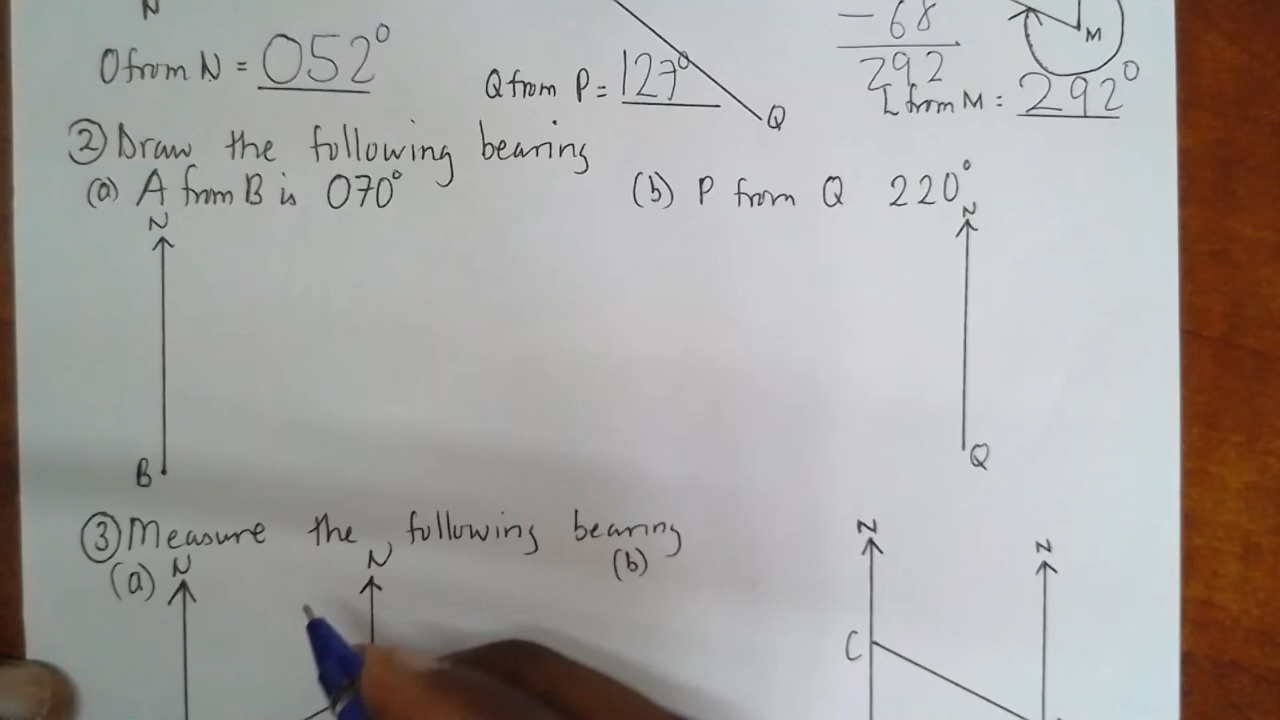 N
O from N = 052°
Q from P = 127°
Q
- 68
292
M
L from M = 292°
② Draw the following bearing
(a) A from B is 070°
(b) P from Q 220°
N
N
B
Q
③ Measure the following bearing
(a) N N
(b) N N
C